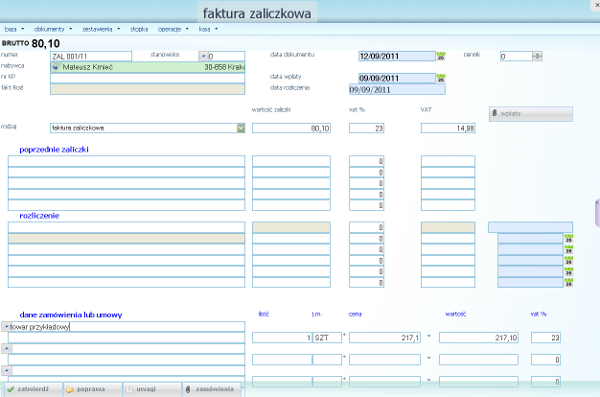 faktura zaliczkowa
baza dokumenty zestawienia stopka operacje kasa
BRUTTO 80,10
numer ZAL 001/11 stanowisko 0 data dokumentu 12/09/2011 cennik 0
nabywca Mateusz Kmieć 30-658 Krak
nr KP data wpłaty 09/09/2011
fakt Rod data rozliczenia 09/09/2011
wartość zaliczki vat % VAT wpłaty
rodzaj faktura zaliczkowa 80,10 23 14,98
poprzednie zaliczki
0
0
0
0
0
rozliczenie
0
0
0
0
0
0
dane zamówienia lub umowy ilość j.m. cena wartość vat %
towar przykładowy
1 SZT * 217,1 = 217,10 23
* = 0
* = 0
zatwierdź poprawa uwagi zamówienia